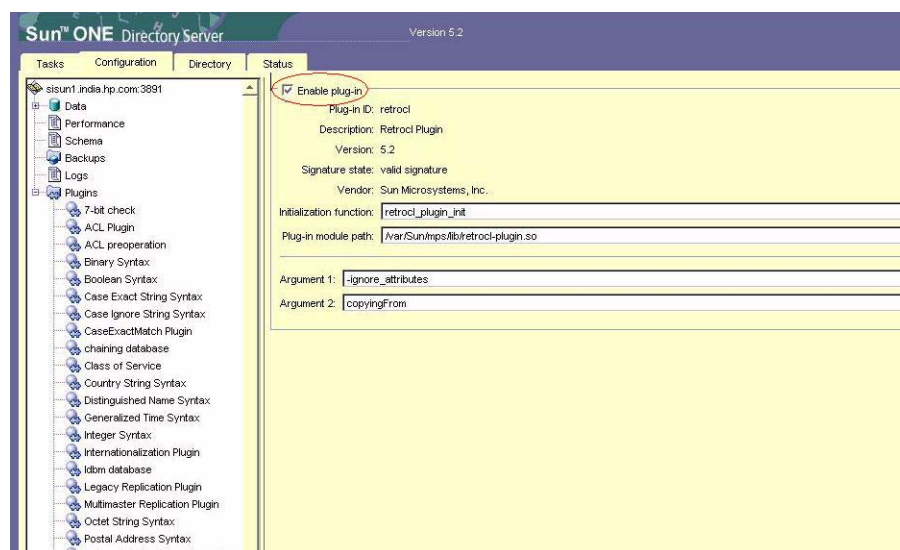 Sun™ ONE Directory Server
Version 5.2
Tasks
Configuration
Directory
Status
sisun1.india.hp.com:3891
Data
Performance
Schema
Backups
Logs
Plugins
7-bit check
ACL Plugin
ACL preoperation
Binary Syntax
Boolean Syntax
Case Exact String Syntax
Case Ignore String Syntax
CaseExactMatch Plugin
chaining database
Class of Service
Country String Syntax
Distinguished Name Syntax
Generalized Time Syntax
Integer Syntax
Internationalization Plugin
ldbm database
Legacy Replication Plugin
Multimaster Replication Plugin
Octet String Syntax
Postal Address Syntax
Enable plug-in
Plug-in ID: retrocl
Description: Retrocl Plugin
Version: 5.2
Signature state: valid signature
Vendor: Sun Microsystems, Inc.
Initialization function: retrocl_plugin_init
Plug-in module path: /var/Sun/mps/lib/retrocl-plugin.so
Argument 1: -ignore_attributes
Argument 2: copyingFrom